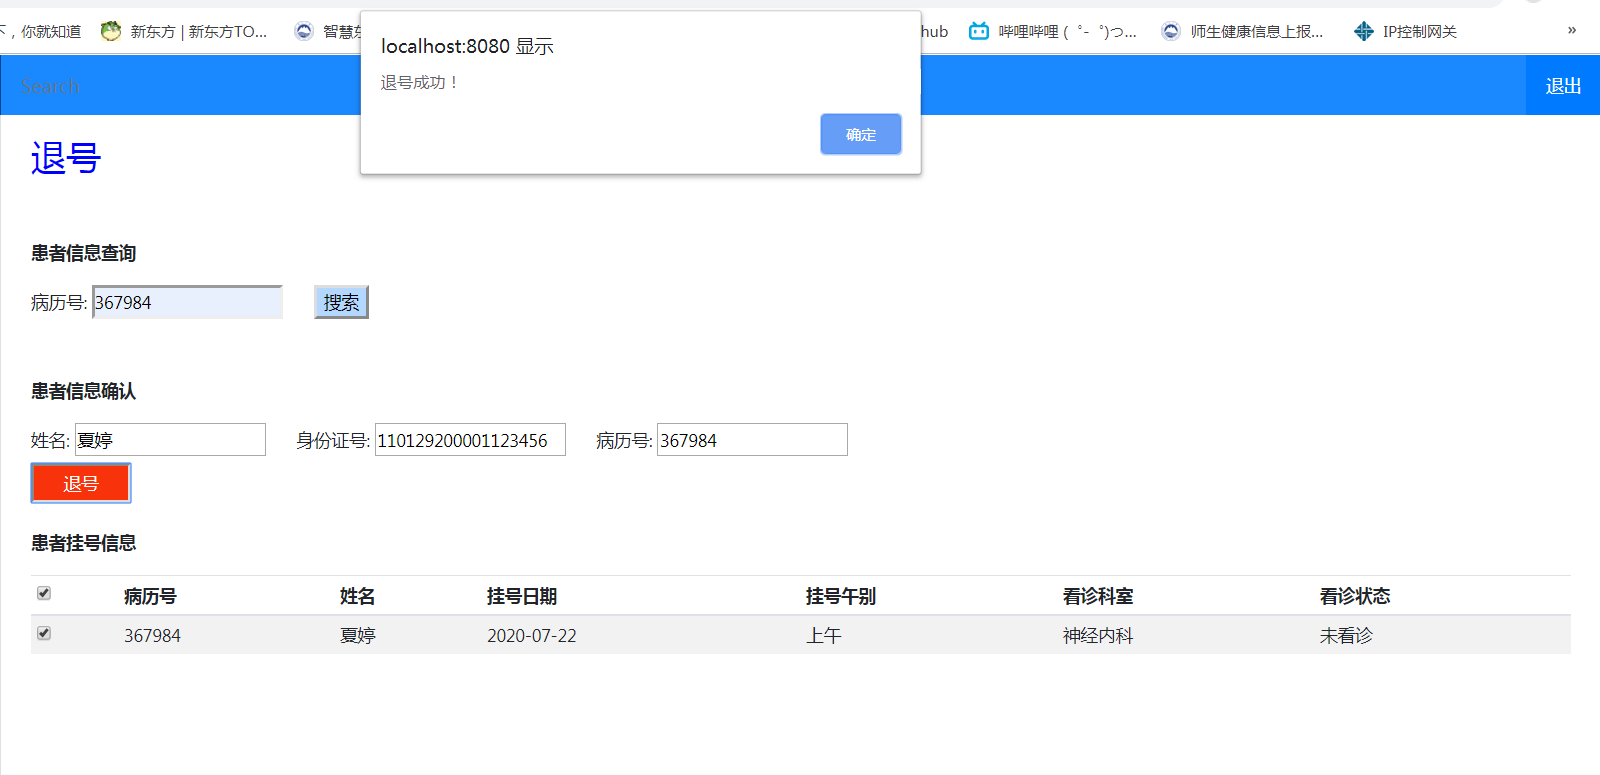 ，你就知道 新东方 | 新东方TO... 智慧 hub 哔哩哔哩 (゜-゜)つ... 师生健康信息上报... IP控制网关 »
localhost:8080 显示
退号成功！
确定
Search 退出
退号
患者信息查询
病历号: 367984 搜索
患者信息确认
姓名: 夏婷 身份证号: 110129200001123456 病历号: 367984
退号
患者挂号信息
病历号 姓名 挂号日期 挂号午别 看诊科室 看诊状态
367984 夏婷 2020-07-22 上午 神经内科 未看诊